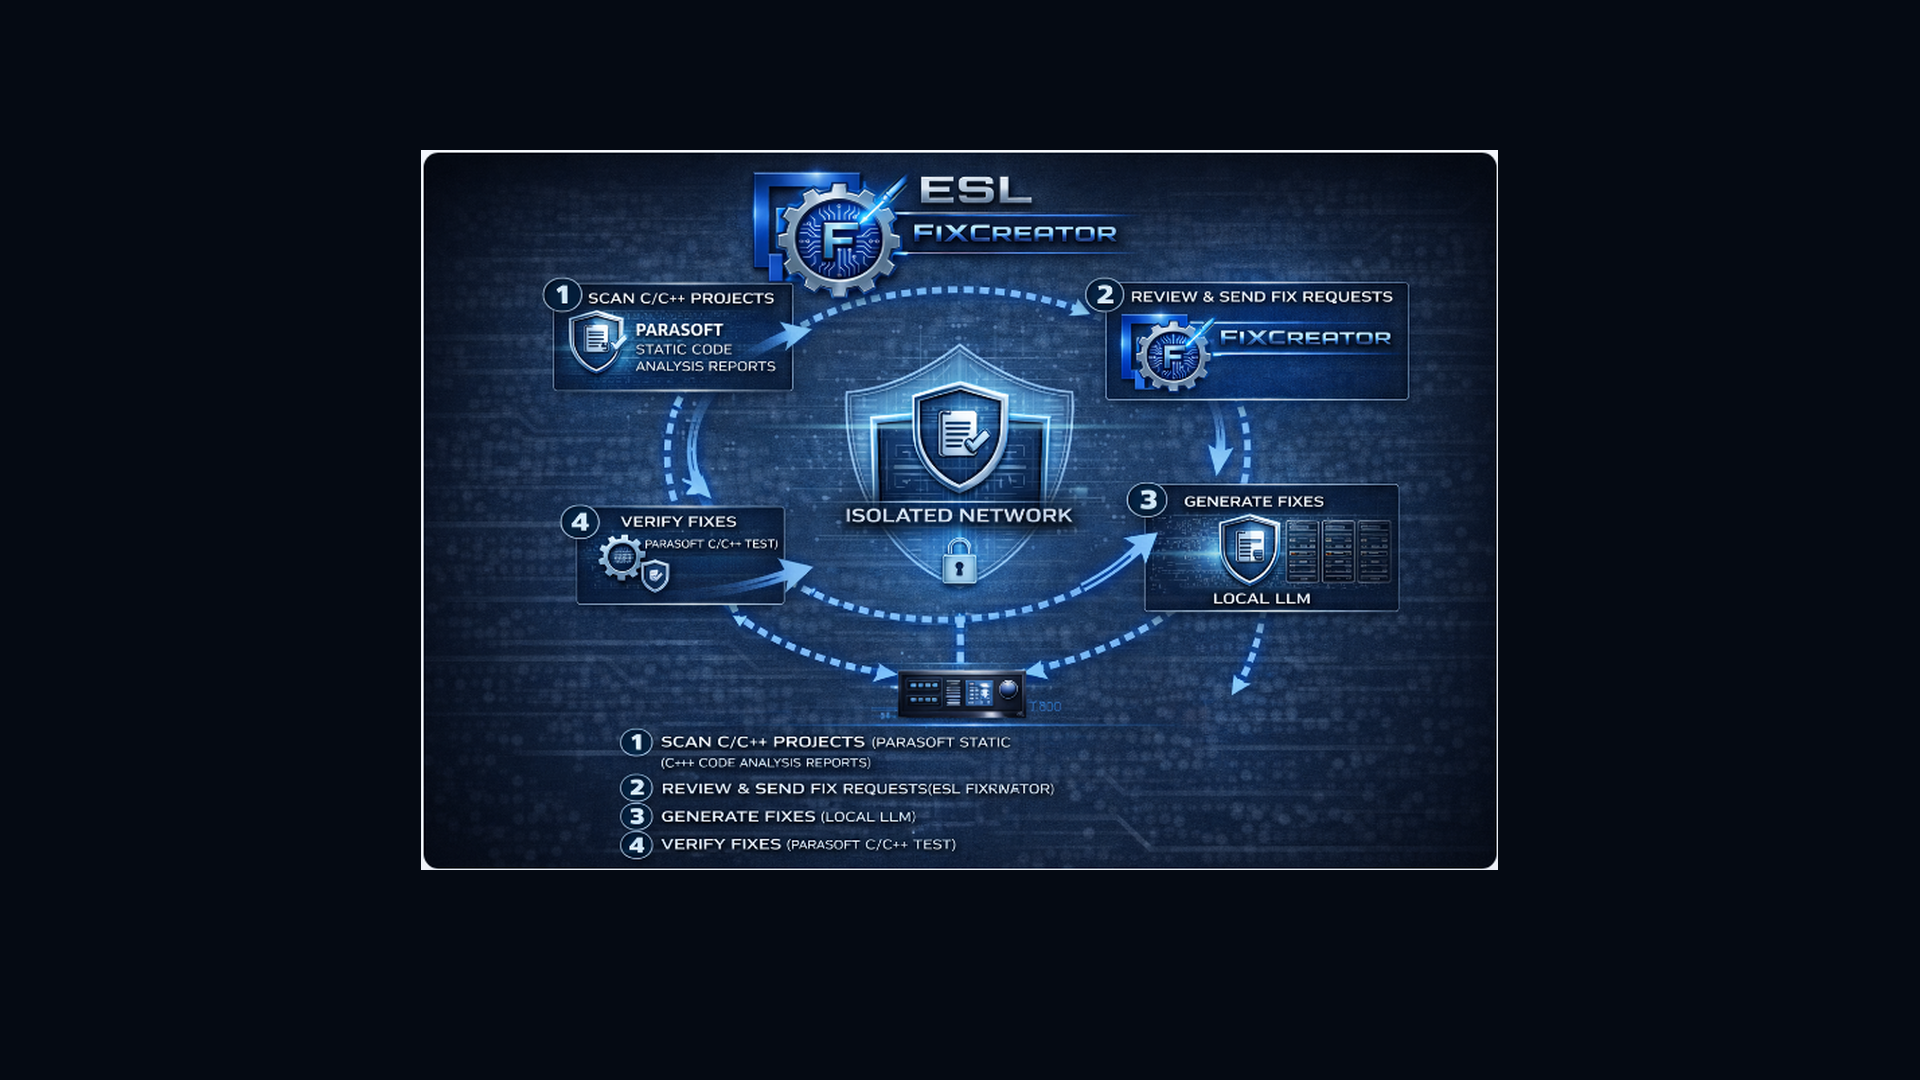 ESL
FIXCREATOR
1 SCAN C/C++ PROJECTS
PARASOFT
STATIC CODE
ANALYSIS REPORTS
2 REVIEW & SEND FIX REQUESTS
F FIXCREATOR
ISOLATED NETWORK
3 GENERATE FIXES
LOCAL LLM
4 VERIFY FIXES
PARASOFT C/C++ TEST)
1 SCAN C/C++ PROJECTS (PARASOFT STATIC
(C+++ CODE ANALYSIS REPORTS)
2 REVIEW & SEND FIX REQUESTS(ESL
3 GENERATE FIXES (LOCAL LLM)
4 VERIFY FIXES (PARASOFT C/C++ TEST)